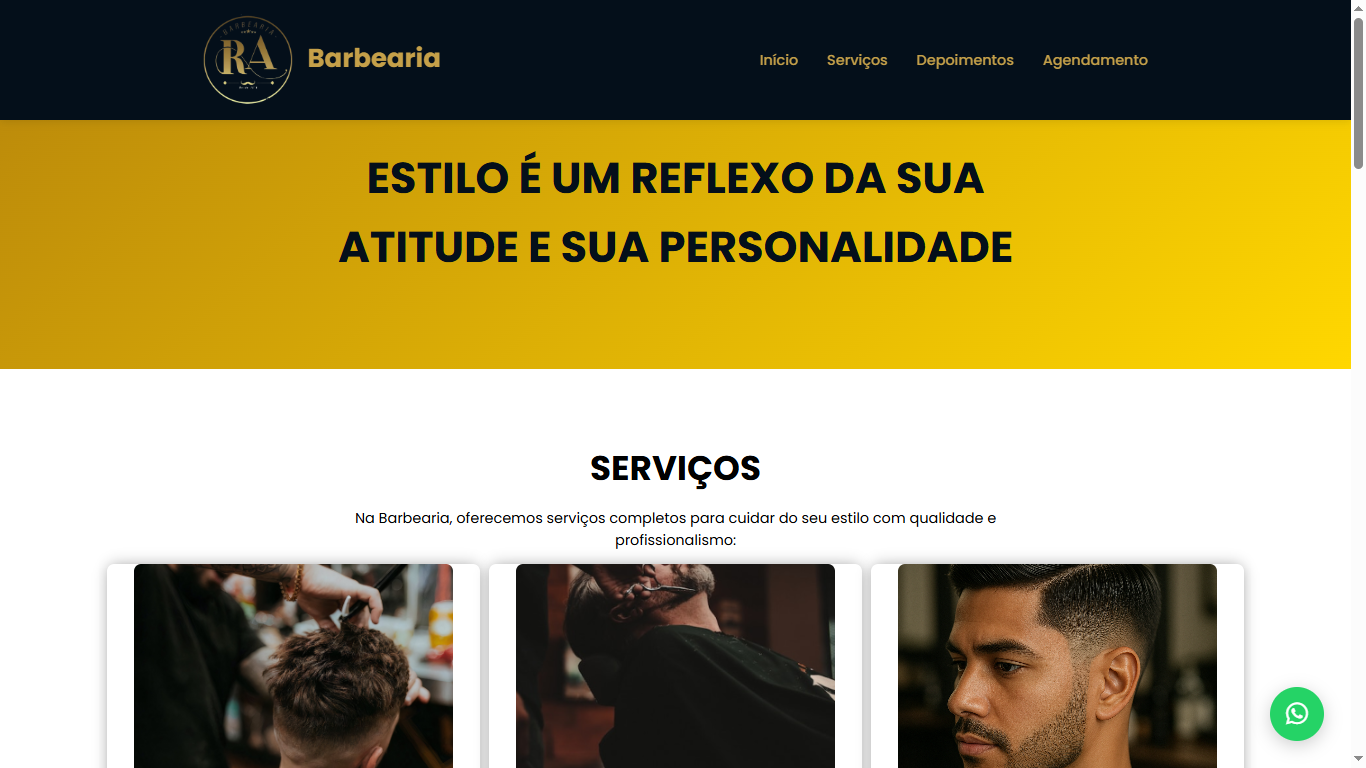 BARBEARIA
RA
Barbearia
Início
Serviços
Depoimentos
Agendamento
ESTILO É UM REFLEXO DA SUA
ATITUDE E SUA PERSONALIDADE
SERVIÇOS
Na Barbearia, oferecemos serviços completos para cuidar do seu estilo com qualidade e
profissionalismo: